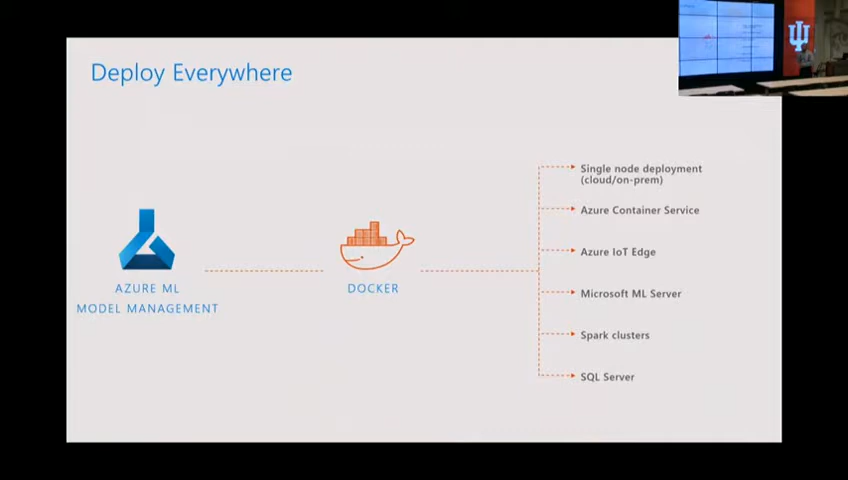 Deploy Everywhere
AZURE ML
MODEL MANAGEMENT
DOCKER
Single node deployment
(cloud/on-prem)
Azure Container Service
Azure IoT Edge
Microsoft ML Server
Spark clusters
SQL Server